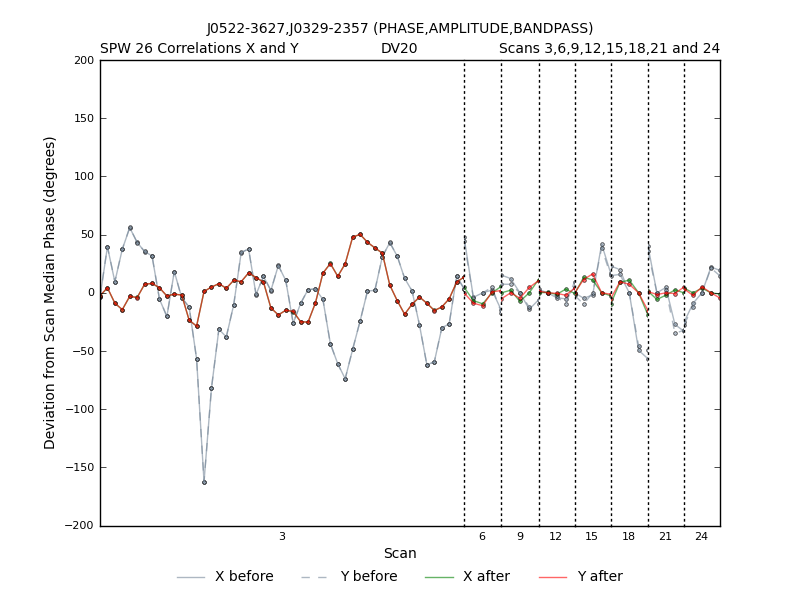 J0522-3627,J0329-2357 (PHASE,AMPLITUDE,BANDPASS)
SPW 26 Correlations X and Y DV20 Scans 3,6,9,12,15,18,21 and 24
200
150
100
50
0
−50
−100
−150
−200
Deviation from Scan Median Phase (degrees)
3 6 9 12 15 18 21 24
Scan
X before Y before X after Y after